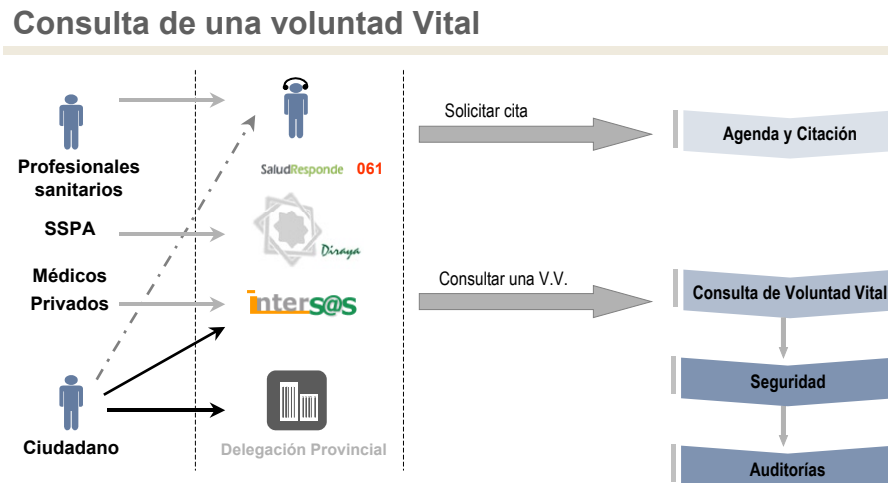 Consulta de una voluntad Vital
Profesionales
sanitarios
SSPA
Médicos
Privados
Ciudadano
SaludResponde 061
Diraya
inters@s
Delegación Provincial
Solicitar cita
Consultar una V.V.
Agenda y Citación
Consulta de Voluntad Vital
Seguridad
Auditorías